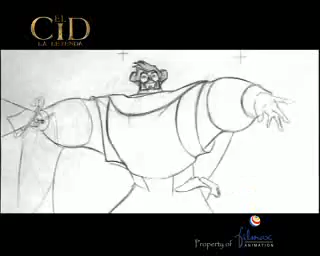 EL
CID
LA LEYENDA
Property of filmax
ANIMATION